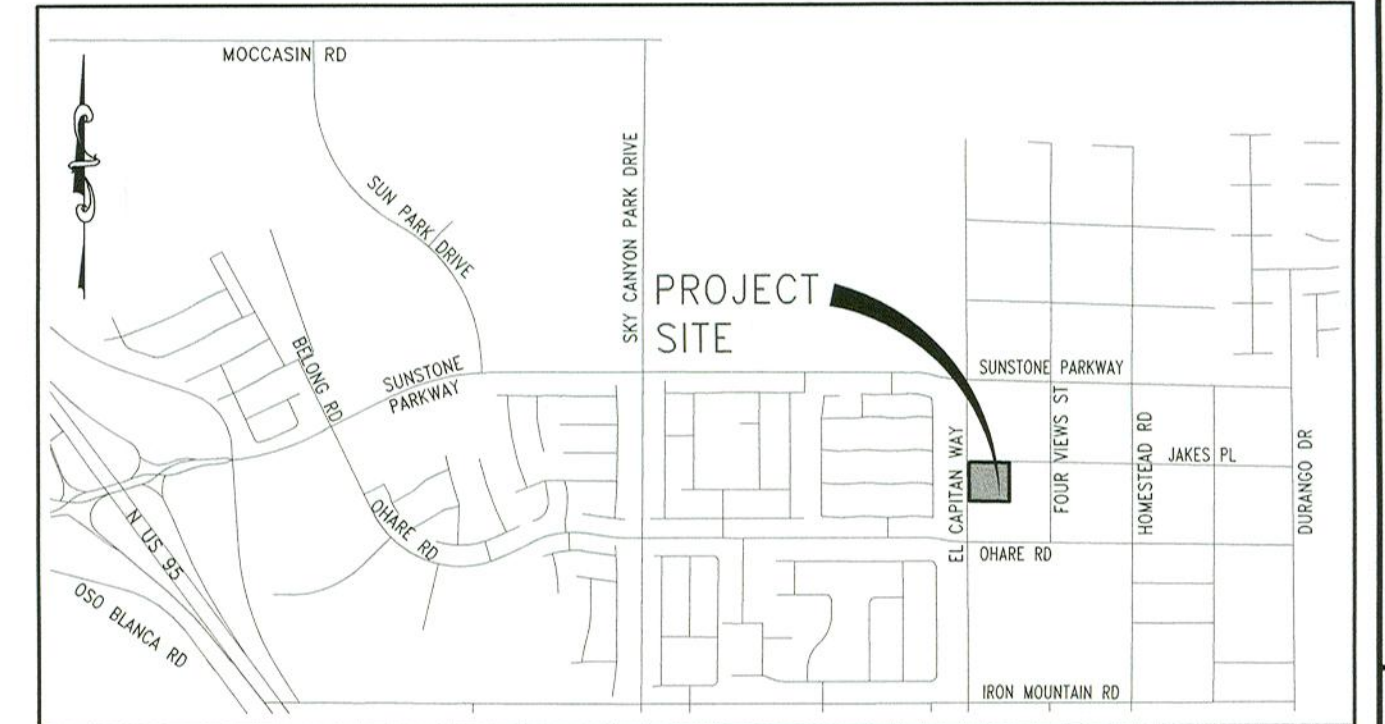 MOCCASIN RD
SUN PARK DRIVE
SKY CANYON PARK DRIVE
PROJECT
SITE
BELONG RD
SUNSTONE
PARKWAY
SUNSTONE PARKWAY
EL CAPITAN WAY
FOUR VIEWS ST
HOMESTEAD RD
JAKES PL
DURANGO DR
OHARE RD
N US 95
OHARE RD
OSO BLANCA RD
IRON MOUNTAIN RD